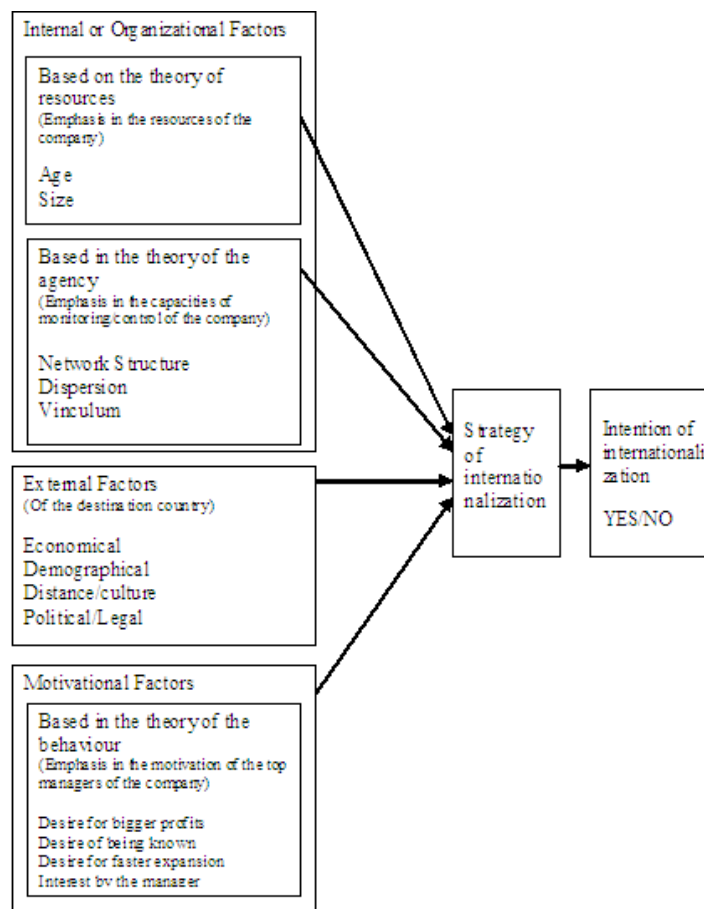 Internal or Organizational Factors
Based on the theory of
resources
(Emphasis in the resources of the
company)
Age
Size
Based in the theory of the
agency
(Emphasis in the capacities of
monitoring/control of the company)
Network Structure
Dispersion
Vinculum
External Factors
(Of the destination country)
Economical
Demographical
Distance/culture
Political/Legal
Motivational Factors
Based in the theory of the
behaviour
(Emphasis in the motivation of the top
managers of the company)
Desire for bigger profits
Desire of being known
Desire for faster expansion
Interest by the manager
Strategy
of
internatio
nalization
Intention of
internationali
zation
YES/NO